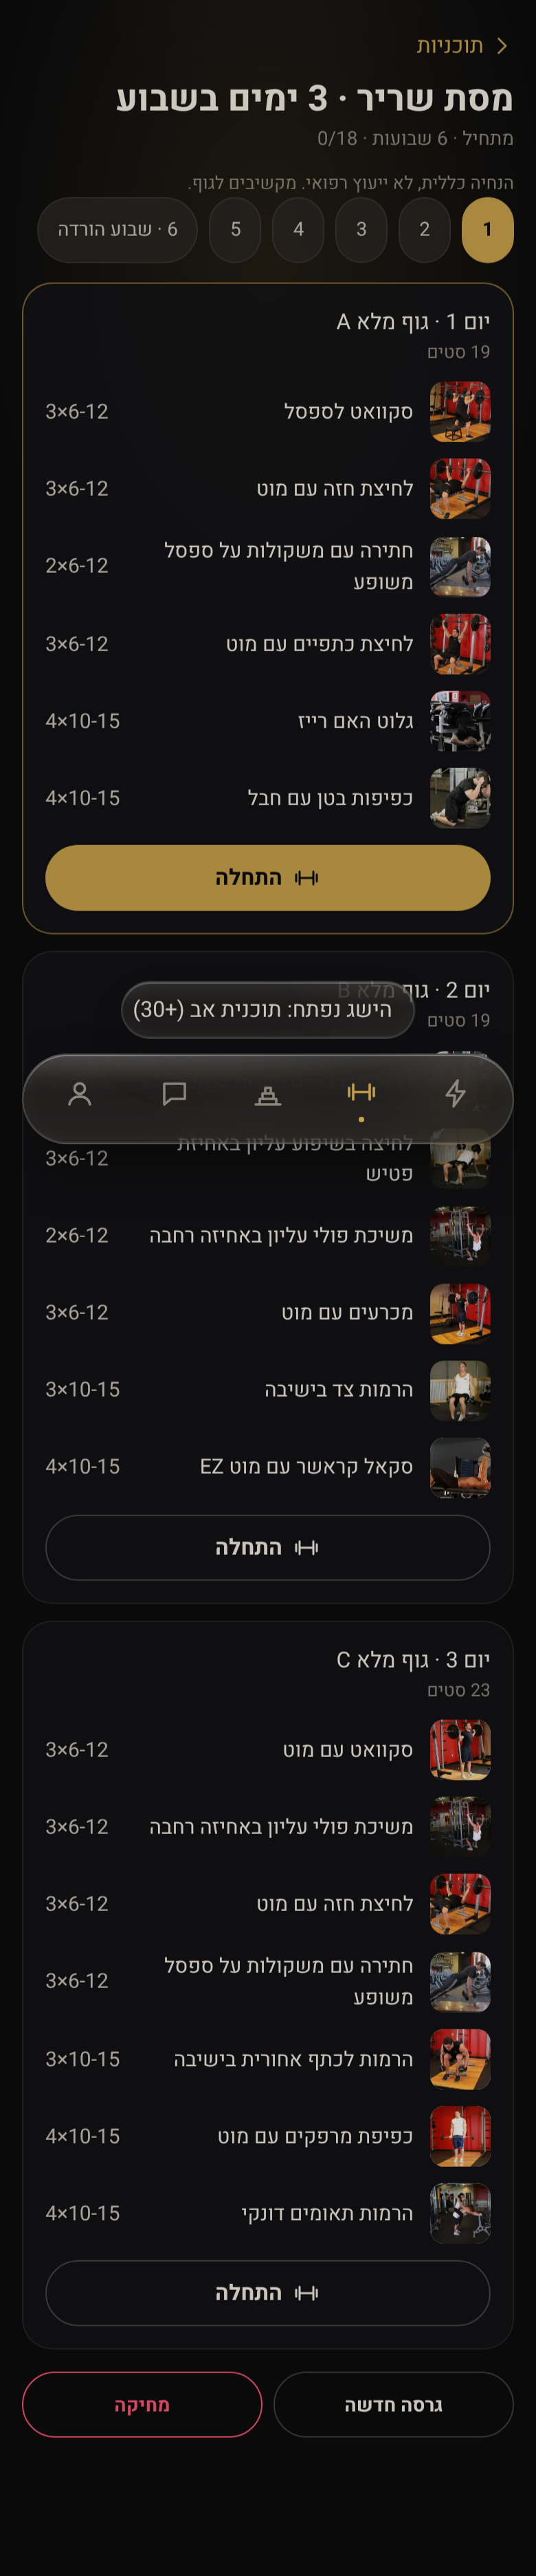 תוכניות
מסת שריר · 3 ימים בשבוע
מתחיל · 6 שבועות · 0/18
הנחיה כללית, לא ייעוץ רפואי. מקשיבים לגוף.
1
2
3
4
5
6 · שבוע הורדה
יום 1 · גוף מלא A
19 סטים
סקוואט לספסל
3×6-12
לחיצת חזה עם מוט
3×6-12
חתירה עם משקולות על ספסל
משופע
2×6-12
לחיצת כתפיים עם מוט
3×6-12
גלוט האם רייז
4×10-15
כפיפות בטן עם חבל
4×10-15
התחלה
יום 2 · גוף מלא B
הישג נפתח: תוכנית אב (+30)
19 סטים
לחיצה בשיפוע עליון באחיזת
פטיש
3×6-12
משיכת פולי עליון באחיזה רחבה
2×6-12
מכרעים עם מוט
3×6-12
הרמות צד בישיבה
3×10-15
סקאל קראשר עם מוט EZ
4×10-15
התחלה
יום 3 · גוף מלא C
23 סטים
סקוואט עם מוט
3×6-12
משיכת פולי עליון באחיזה רחבה
3×6-12
לחיצת חזה עם מוט
3×6-12
חתירה עם משקולות על ספסל
משופע
3×6-12
הרמות לכתף אחורית בישיבה
3×10-15
כפיפת מרפקים עם מוט
4×10-15
הרמות תאומים דונקי
4×10-15
התחלה
גרסה חדשה
מחיקה